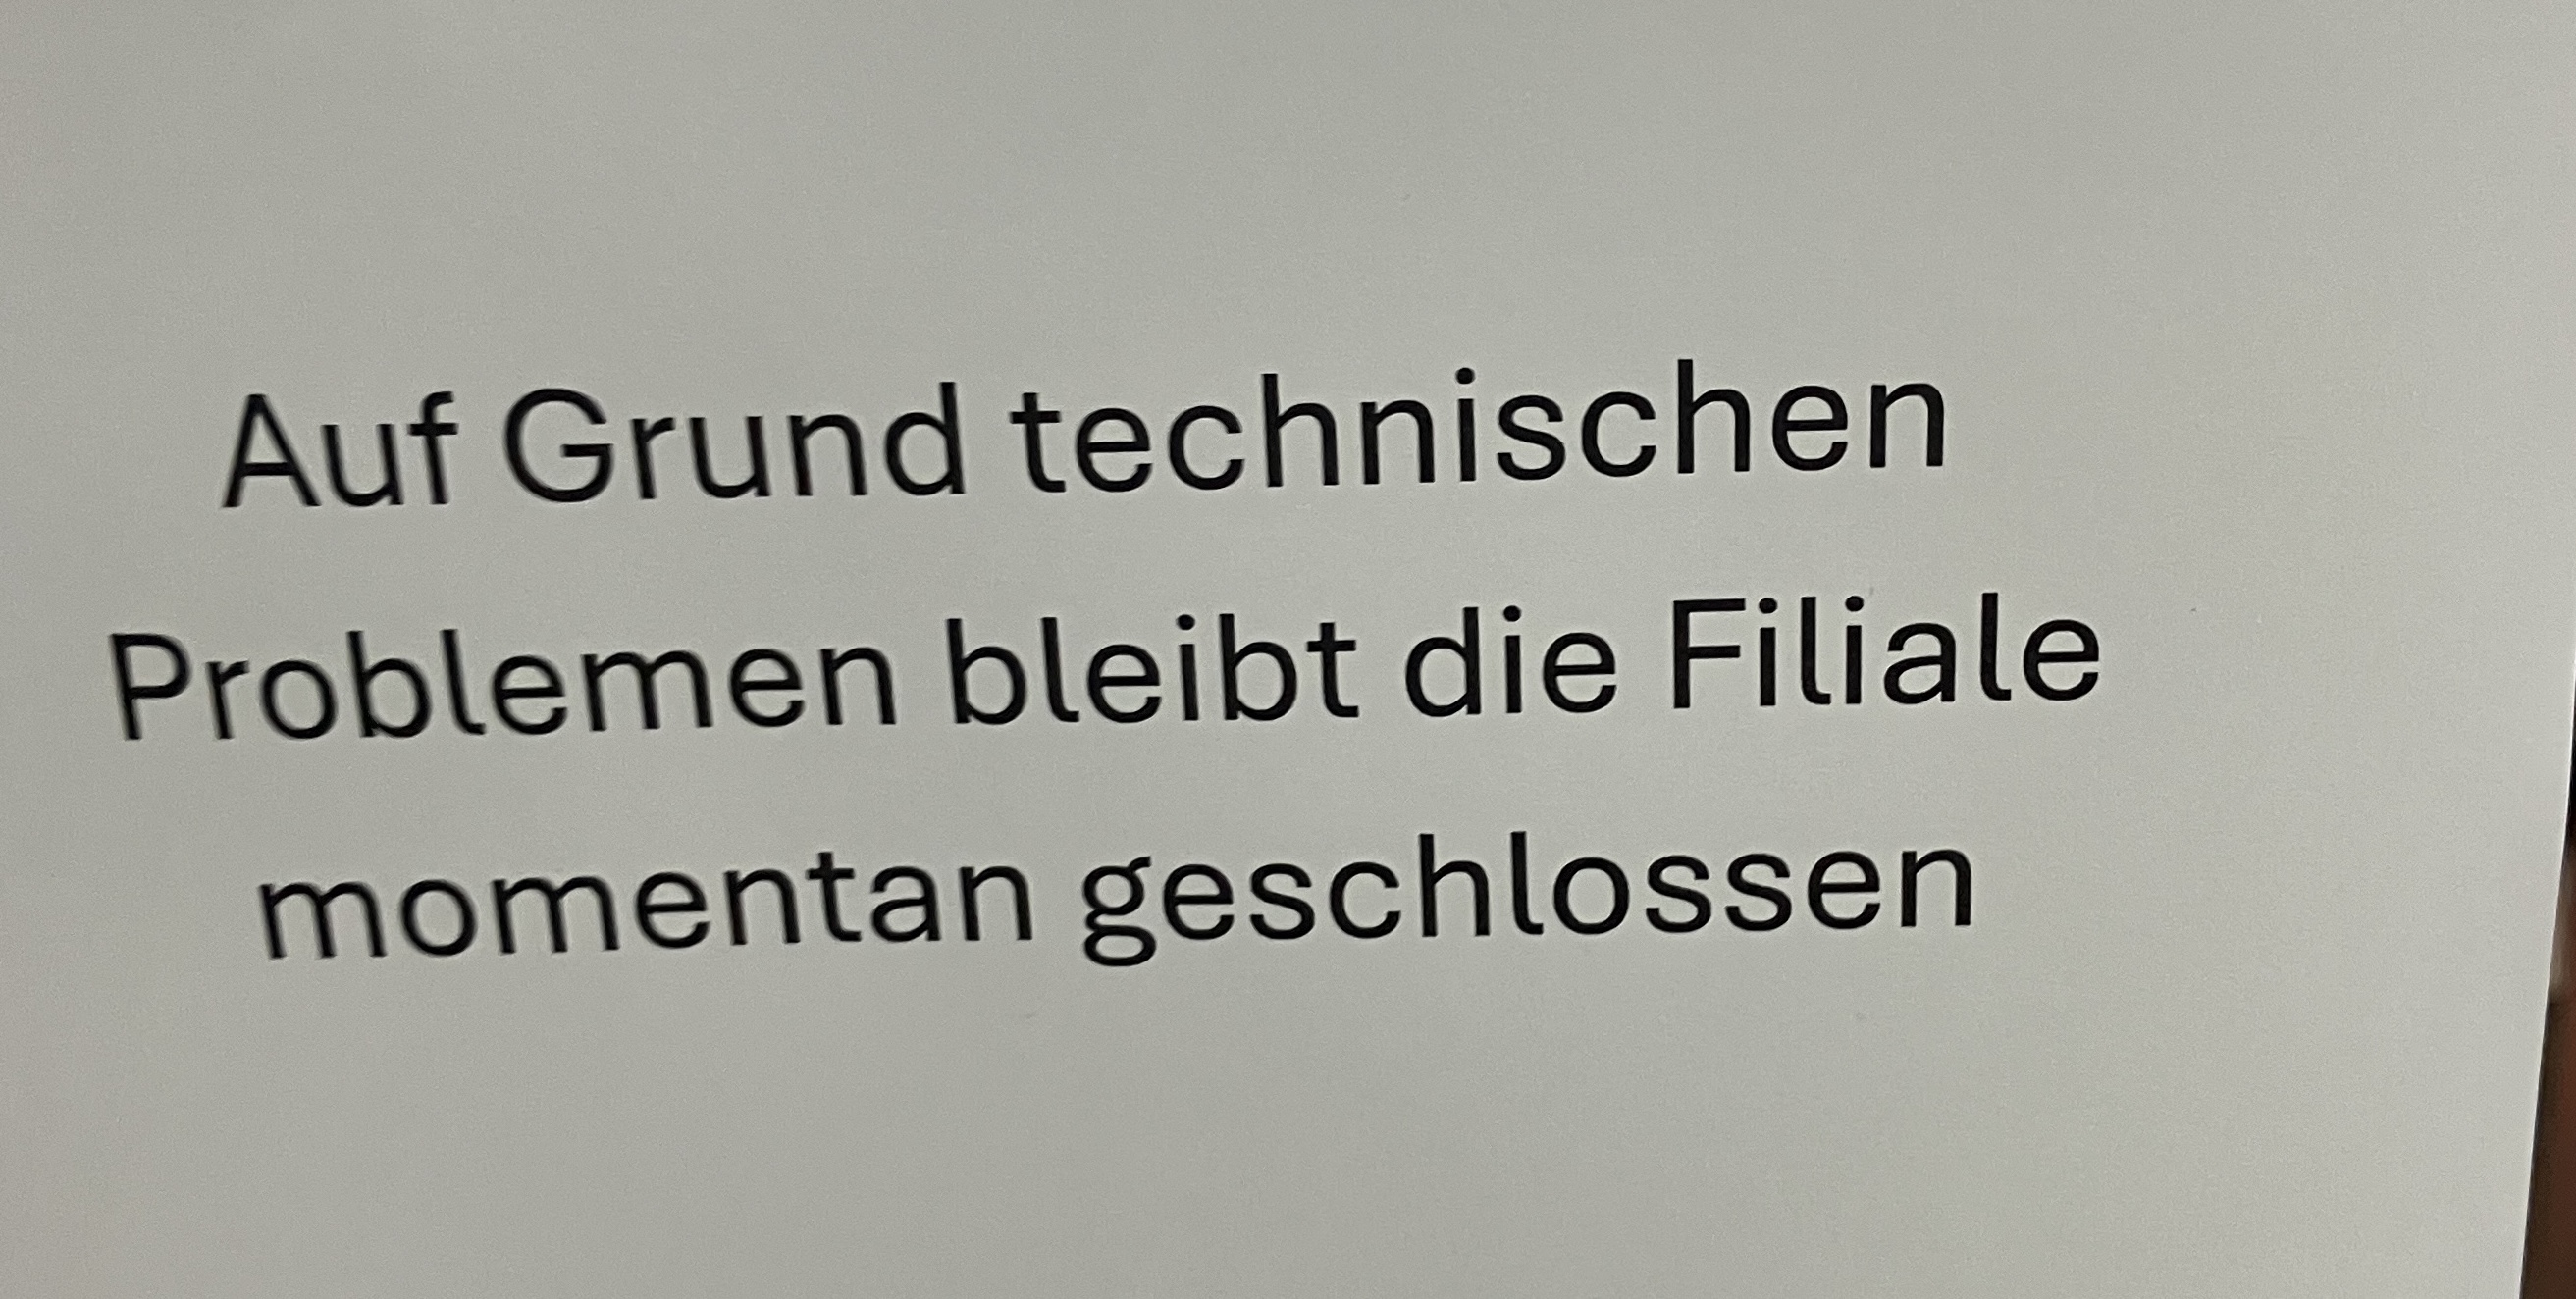 Auf Grund technischen
Problemen bleibt die Filiale
momentan geschlossen